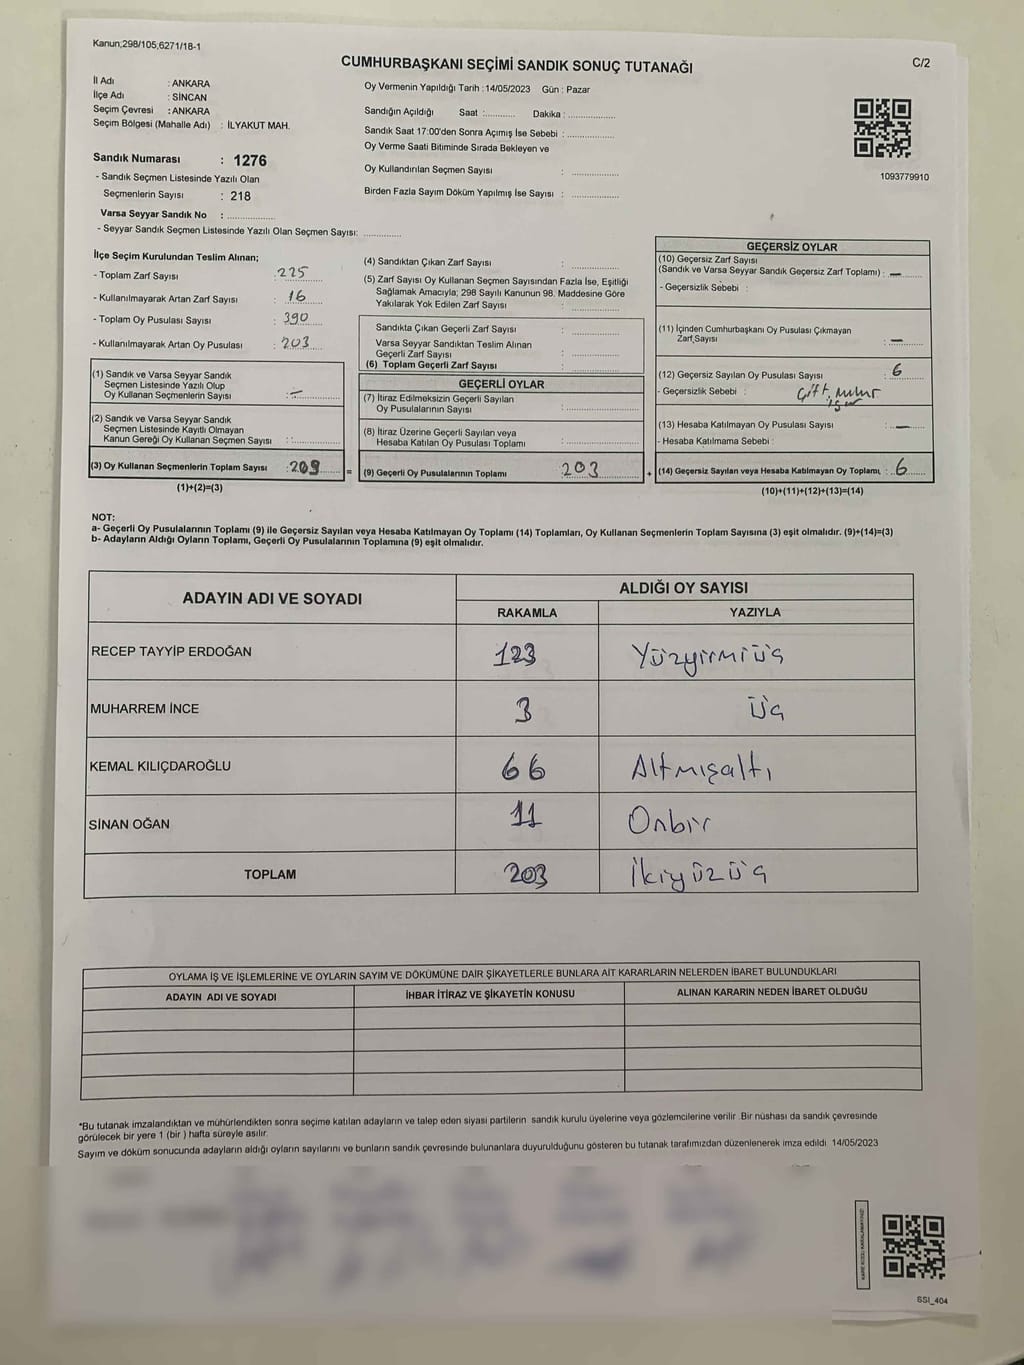 Kanun;298/105,6271/18-1
C/2
CUMHURBAŞKANI SEÇİMİ SANDIK SONUÇ TUTANAĞI
İl Adı : ANKARA
İlçe Adı : SİNCAN
Seçim Çevresi : ANKARA
Seçim Bölgesi (Mahalle Adı) : İLYAKUT MAH.
Sandık Numarası : 1276
- Sandık Seçmen Listesinde Yazılı Olan
Seçmenlerin Sayısı : 218
Varsa Seyyar Sandık No : ..................
- Seyyar Sandık Seçmen Listesinde Yazılı Olan Seçmen Sayısı: .............
Oy Vermenin Yapıldığı Tarih : 14/05/2023 Gün : Pazar
Sandığın Açıldığı Saat :........... Dakika : ................
Sandık Saat 17:00'den Sonra Açımış İse Sebebi : ................
Oy Verme Saati Bitiminde Sırada Bekleyen ve
Oy Kullandırılan Seçmen Sayısı : ................
Birden Fazla Sayım Döküm Yapılmış İse Sayısı : ................
1093779910
İlçe Seçim Kurulundan Teslim Alınan;
- Toplam Zarf Sayısı : 225
- Kullanılmayarak Artan Zarf Sayısı : 16
- Toplam Oy Pusulası Sayısı : 390
- Kullanılmayarak Artan Oy Pusulası : 203
(1) Sandık ve Varsa Seyyar Sandık
Seçmen Listesinde Yazılı Olup
Oy Kullanan Seçmenlerin Sayısı : —
(2) Sandık ve Varsa Seyyar Sandık
Seçmen Listesinde Kayıtlı Olmayan
Kanun Gereği Oy Kullanan Seçmen Sayısı : ................
(3) Oy Kullanan Seçmenlerin Toplam Sayısı : 209
(1)+(2)=(3)
(4) Sandıktan Çıkan Zarf Sayısı : ................
(5) Zarf Sayısı Oy Kullanan Seçmen Sayısından Fazla İse, Eşitliği
Sağlamak Amacıyla; 298 Sayılı Kanunun 98. Maddesine Göre
Yakılarak Yok Edilen Zarf Sayısı : ................
Sandıkta Çıkan Geçerli Zarf Sayısı : ................
Varsa Seyyar Sandıktan Teslim Alınan
Geçerli Zarf Sayısı : ................
(6) Toplam Geçerli Zarf Sayısı : ................
GEÇERLİ OYLAR
(7) İtiraz Edilmeksizin Geçerli Sayılan
Oy Pusulalarının Sayısı : ................
(8) İtiraz Üzerine Geçerli Sayılan veya
Hesaba Katılan Oy Pusulası Toplamı : ................
= (9) Geçerli Oy Pusulalarının Toplamı : 203
GEÇERSİZ OYLAR
(10) Geçersiz Zarf Sayısı
(Sandık ve Varsa Seyyar Sandık Geçersiz Zarf Toplamı) : —
- Geçersizlik Sebebi :
(11) İçinden Cumhurbaşkanı Oy Pusulası Çıkmayan
Zarf Sayısı : —
(12) Geçersiz Sayılan Oy Pusulası Sayısı : 6
- Geçersizlik Sebebi : Çift
(13) Hesaba Katılmayan Oy Pusulası Sayısı : —
- Hesaba Katılmama Sebebi :
+ (14) Geçersiz Sayılan veya Hesaba Katılmayan Oy Toplamı, : 6
(10)+(11)+(12)+(13)=(14)
NOT:
a- Geçerli Oy Pusulalarının Toplamı (9) ile Geçersiz Sayılan veya Hesaba Katılmayan Oy Toplamı (14) Toplamları, Oy Kullanan Seçmenlerin Toplam Sayısına (3) eşit olmalıdır. (9)+(14)=(3)
b- Adayların Aldığı Oyların Toplamı, Geçerli Oy Pusulalarının Toplamına (9) eşit olmalıdır.
ADAYIN ADI VE SOYADI
ALDIĞI OY SAYISI
RAKAMLA YAZIYLA
RECEP TAYYİP ERDOĞAN 123 Yüzyirmiüç
MUHARREM İNCE 3 Üç
KEMAL KILIÇDAROĞLU 66 Altmışaltı
SİNAN OĞAN 11 Onbir
TOPLAM 203 İkiyüzüç
OYLAMA İŞ VE İŞLEMLERİNE VE OYLARIN SAYIM VE DÖKÜMÜNE DAİR ŞİKAYETLERLE BUNLARA AİT KARARLARIN NELERDEN İBARET BULUNDUKLARI
ADAYIN ADI VE SOYADI İHBAR İTİRAZ VE ŞİKAYETİN KONUSU ALINAN KARARIN NEDEN İBARET OLDUĞU
*Bu tutanak imzalandıktan ve mühürlendikten sonra seçime katılan adayların ve talep eden siyasi partilerin sandık kurulu üyelerine veya gözlemcilerine verilir .Bir nüshası da sandık çevresinde
görülecek bir yere 1 (bir ) hafta süreyle asılır.
Sayım ve döküm sonucunda adayların aldığı oyların sayılarını ve bunların sandık çevresinde bulunanlara duyurulduğunu gösteren bu tutanak tarafımızdan düzenlenerek imza edildi 14/05/2023
KARE KODU KARALAMAYINIZ!
SSI_404